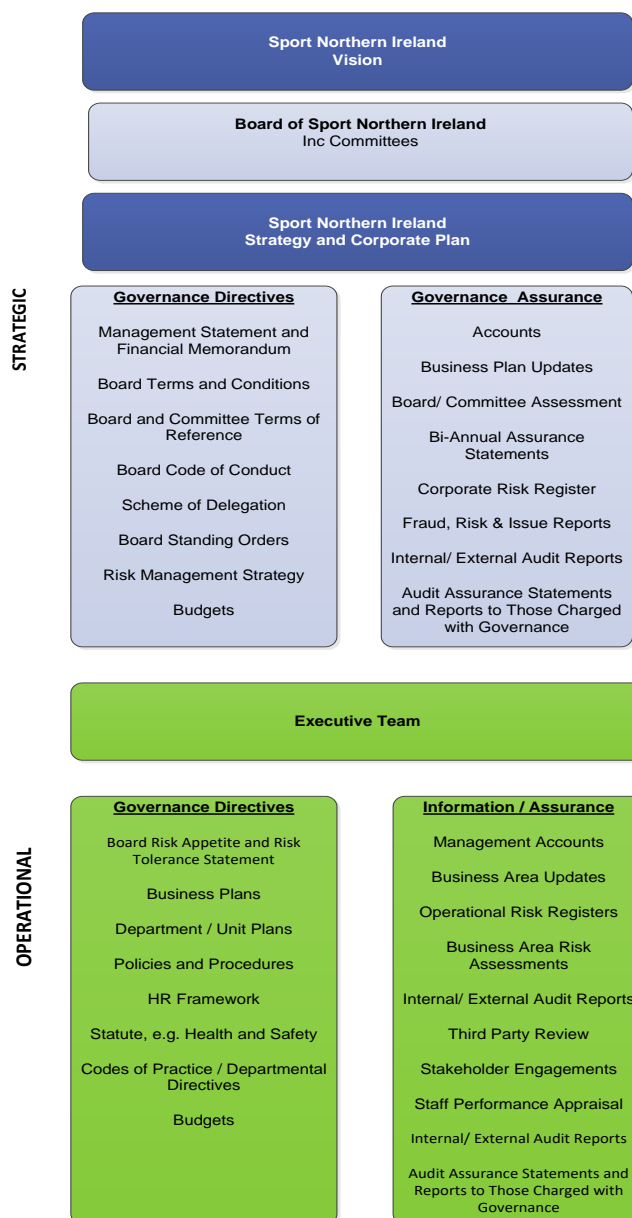 Sport Northern Ireland
Vision
Board of Sport Northern Ireland
Inc Committees
Sport Northern Ireland
Strategy and Corporate Plan
STRATEGIC
Governance Directives
Management Statement and
Financial Memorandum
Board Terms and Conditions
Board and Committee Terms of
Reference
Board Code of Conduct
Scheme of Delegation
Board Standing Orders
Risk Management Strategy
Budgets
Governance Assurance
Accounts
Business Plan Updates
Board/ Committee Assessment
Bi-Annual Assurance
Statements
Corporate Risk Register
Fraud, Risk & Issue Reports
Internal/ External Audit Reports
Audit Assurance Statements
and Reports to Those Charged
with Governance
Executive Team
OPERATIONAL
Governance Directives
Board Risk Appetite and Risk
Tolerance Statement
Business Plans
Department / Unit Plans
Policies and Procedures
HR Framework
Statute, e.g. Health and Safety
Codes of Practice / Departmental
Directives
Budgets
Information / Assurance
Management Accounts
Business Area Updates
Operational Risk Registers
Business Area Risk
Assessments
Internal/ External Audit Reports
Third Party Review
Stakeholder Engagements
Staff Performance Appraisal
Internal/ External Audit Reports
Audit Assurance Statements and
Reports to Those Charged with
Governance